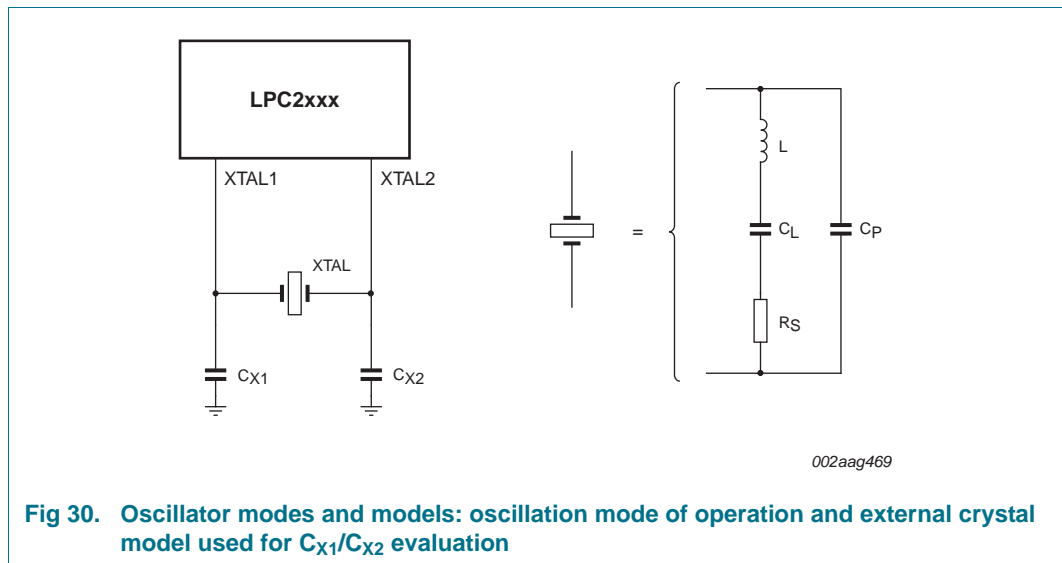 LPC2xxx
XTAL1
XTAL2
XTAL
CX1
CX2
=
L
CL
CP
RS
002aag469
Fig 30. Oscillator modes and models: oscillation mode of operation and external crystal
model used for CX1/CX2 evaluation